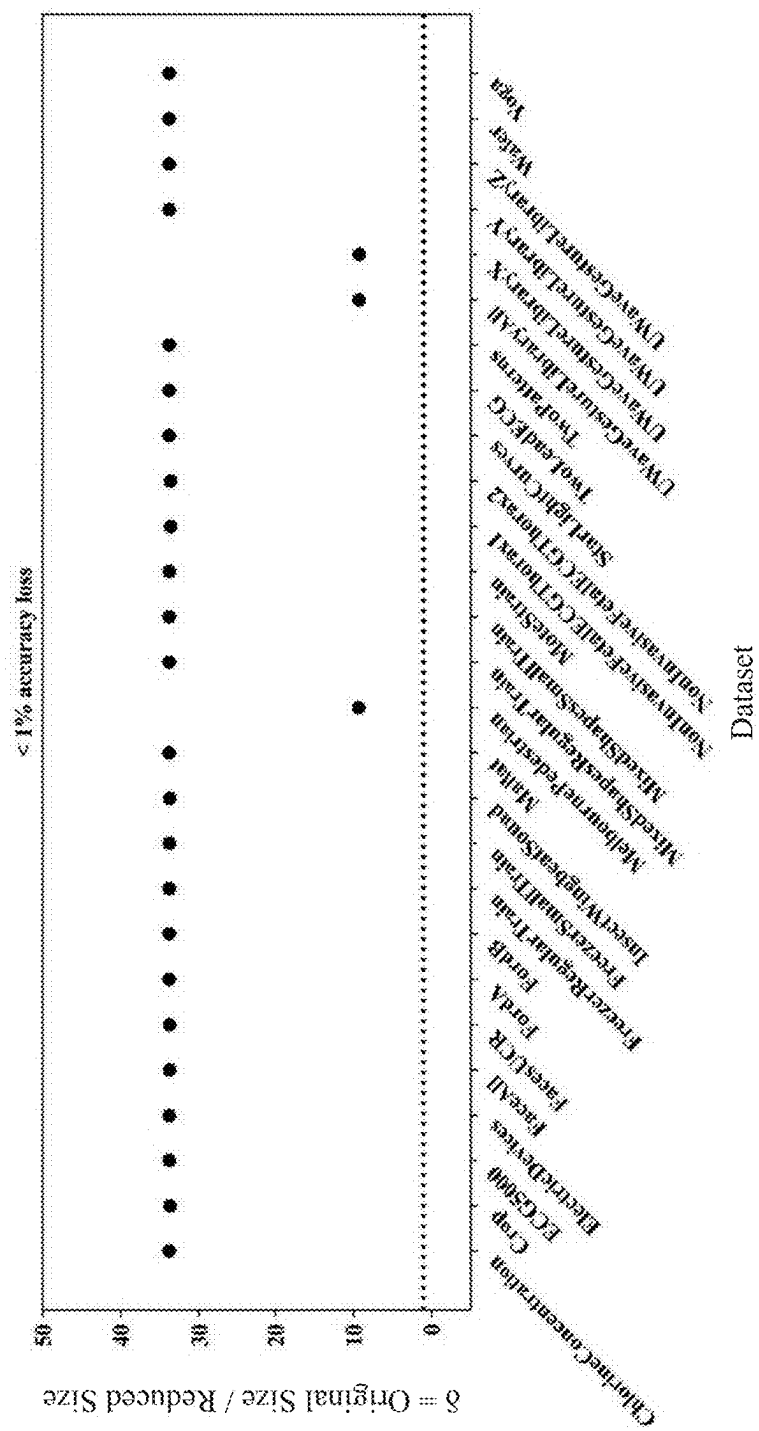 < 1% accuracy loss
δ = Original Size / Reduced Size
50
40
30
20
10
0
ChlorineConcentration
Crop
ECG5000
ElectricDevices
FaceAll
FacesUCR
FordA
FordB
FreezerRegularTrain
FreezerSmallTrain
InsectWingbeatSound
Mallat
MelbournePedestrian
MixedShapesRegularTrain
MixedShapesSmallTrain
MoteStrain
NonInvasiveFetalECGThorax1
NonInvasiveFetalECGThorax2
StarLightCurves
TwoLeadECG
TwoPatterns
UWaveGestureLibraryAll
UWaveGestureLibraryX
UWaveGestureLibraryY
UWaveGestureLibraryZ
Wafer
Yoga
Dataset